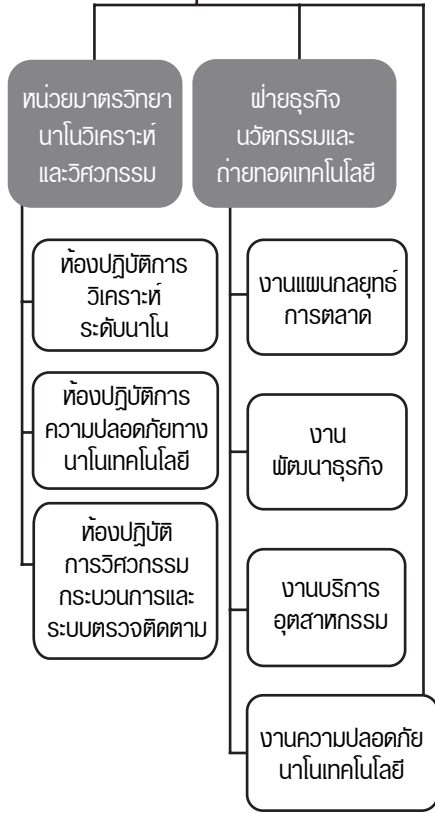 หน่วยมาตรวิทยา
นาโนวิเคราะห์
และวิศวกรรม
ห้องปฏิบัติการ
วิเคราะห์
ระดับนาโน
ห้องปฏิบัติการ
ความปลอดภัยทาง
นาโนเทคโนโลยี
ห้องปฏิบัติ
การวิศวกรรม
กระบวนการและ
ระบบตรวจติดตาม
ฝ่ายธุรกิจ
นวัตกรรมและ
ถ่ายทอดเทคโนโลยี
งานแผนกลยุทธ์
การตลาด
งาน
พัฒนาธุรกิจ
งานบริการ
อุตสาหกรรม
งานความปลอดภัย
นาโนเทคโนโลยี